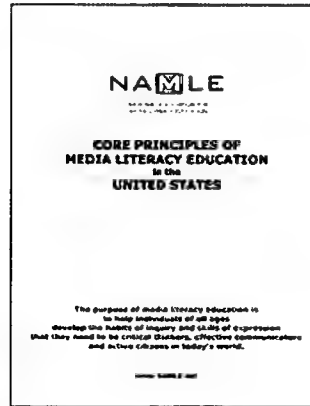 NAMLE
CORE PRINCIPLES OF
MEDIA LITERACY EDUCATION
in the
UNITED STATES
The purpose of media literacy education is
to help individuals of all ages
develop the habits of inquiry and skills of expression
that they need to be critical thinkers, effective communicators
and active citizens in today's world.